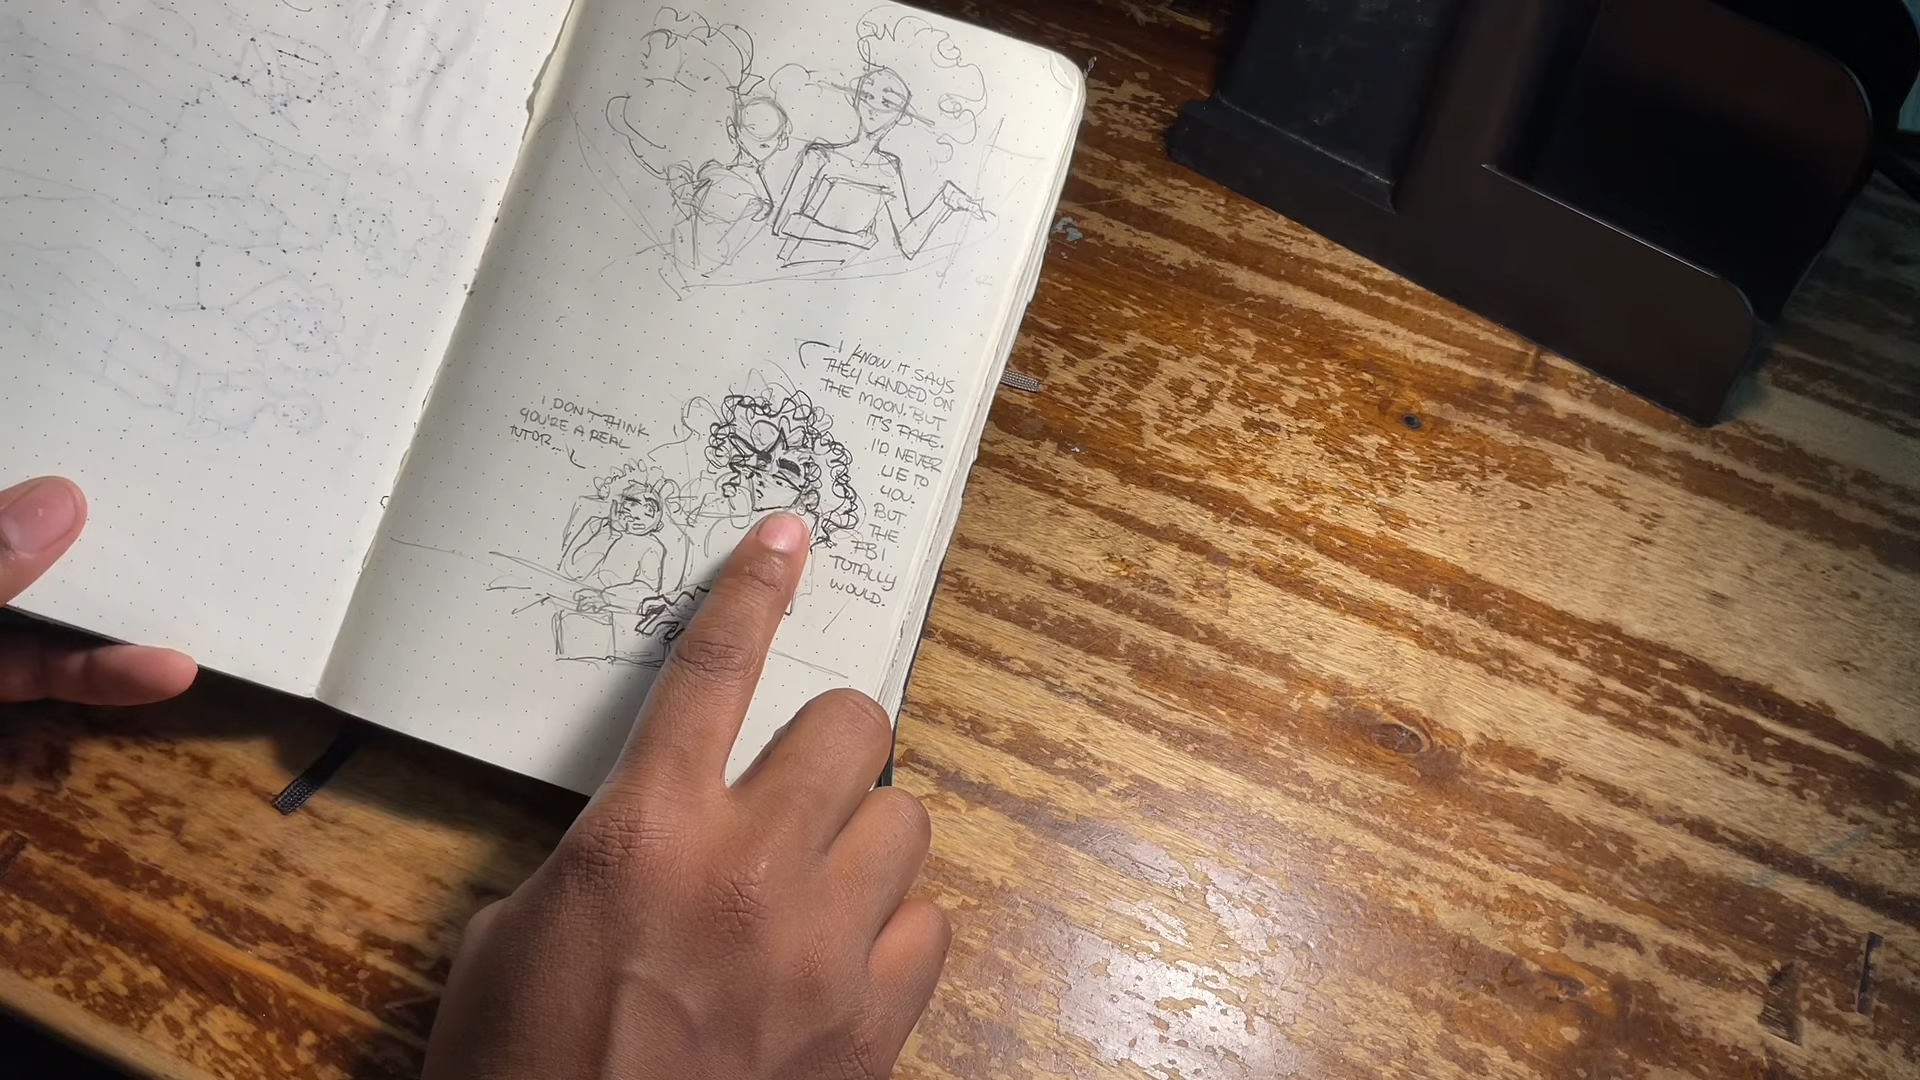 I KNOW IT SAYS
THEY LANDED ON
THE MOON. BUT
IT'S FAKE.
I'D NEVER
LIE TO
YOU.
BUT
THE
FBI
TOTALLY
WOULD.
I DON'T THINK
YOU'RE A REAL
TUTOR...